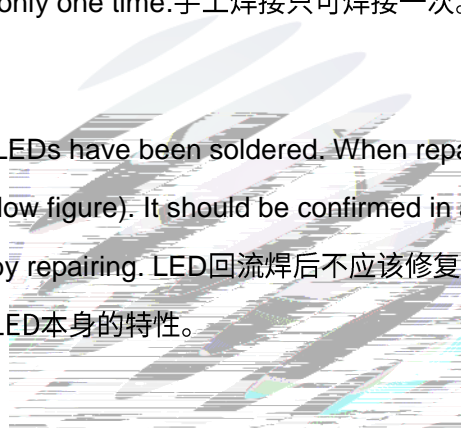 only one time.手工焊接只可焊接一次。
LEDs have been soldered. When repa
low figure). It should be confirmed in
by repairing. LED回流焊后不应该修复
LED本身的特性。